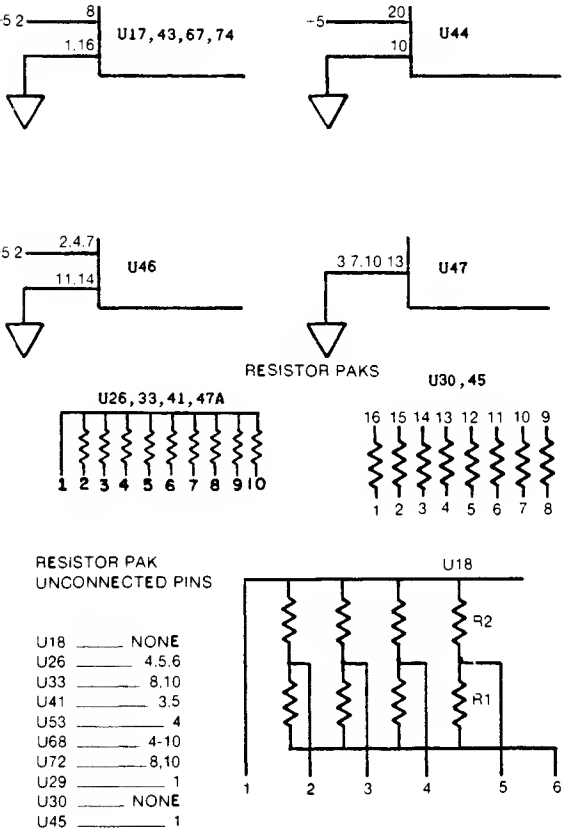 +5 2 8 U17,43,67,74
1.16
+5 20 U44
10
+5 2 2.4.7 U46
11.14
3 7.10 13 U47
RESISTOR PAKS
U26,33,41,47A
1 2 3 4 5 6 7 8 9 10
U30,45
16 15 14 13 12 11 10 9
1 2 3 4 5 6 7 8
RESISTOR PAK
UNCONNECTED PINS
U18 NONE
U26 4.5.6
U33 8,10
U41 3.5
U53 4
U68 4-10
U72 8,10
U29 1
U30 NONE
U45 1
U18
R2
R1
1 2 3 4 5 6